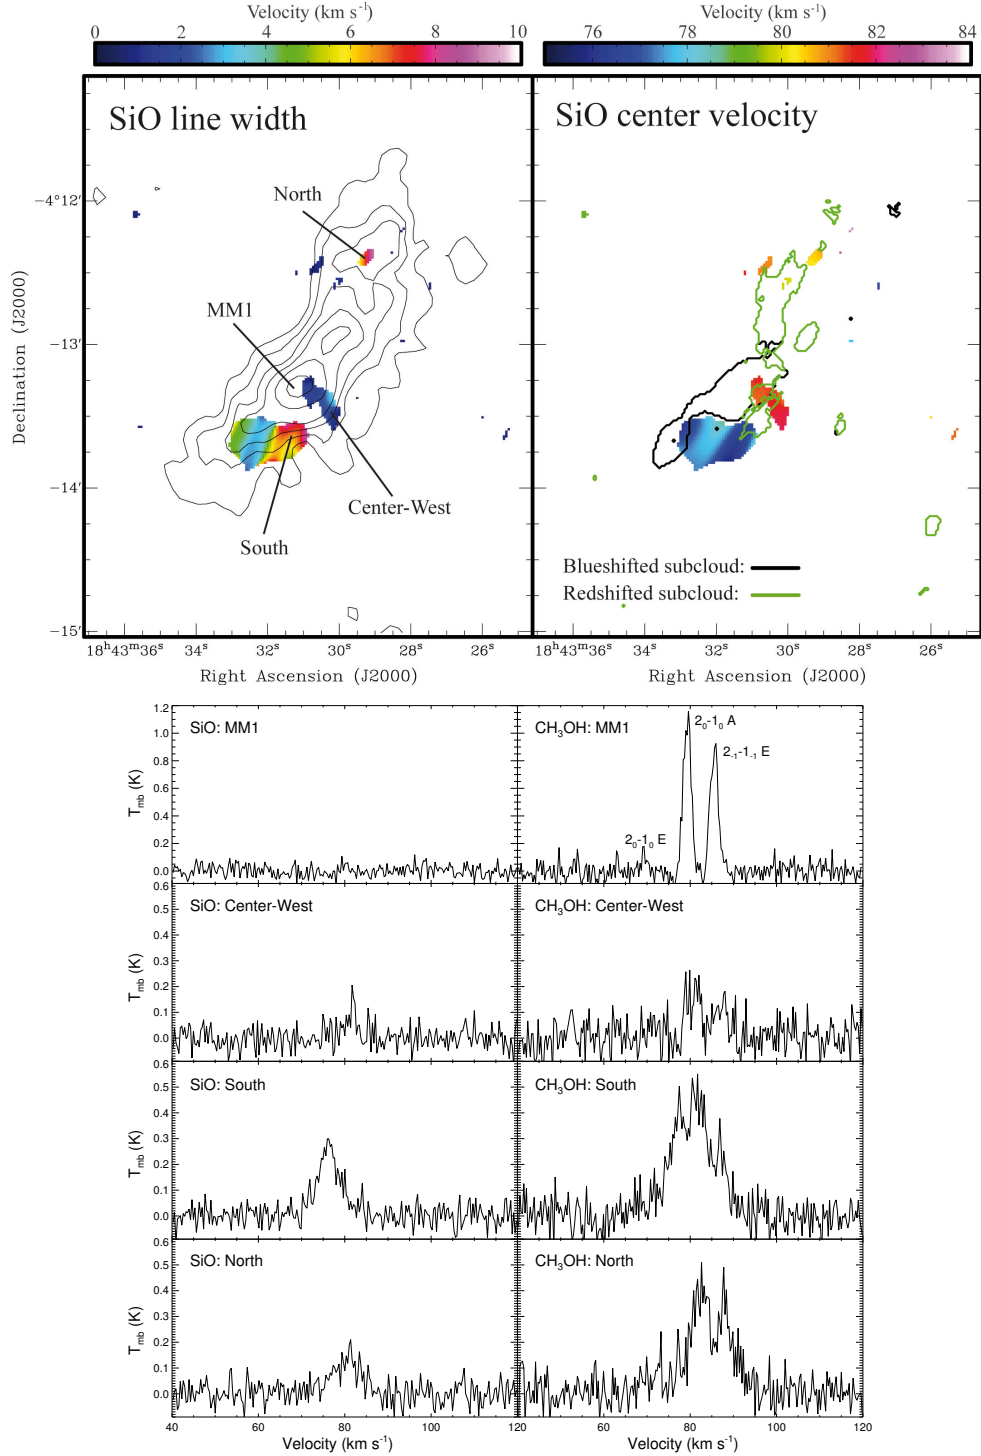 Velocity (km s⁻¹)
0 2 4 6 8 10
SiO line width
North
MM1
Center-West
South
−4°12′
−13′
−14′
−15′
Declination (J2000)
18ʰ43ᵐ36ˢ 34ˢ 32ˢ 30ˢ 28ˢ 26ˢ
Right Ascension (J2000)
Velocity (km s⁻¹)
76 78 80 82 84
SiO center velocity
Blueshifted subcloud:
Redshifted subcloud:
34ˢ 32ˢ 30ˢ 28ˢ 26ˢ
Right Ascension (J2000)
SiO: MM1
1.2
1.0
0.8
0.6
0.4
0.2
0.0
T_mb (K)
CH₃OH: MM1
2₀-1₀ A
2₋₁-1₋₁ E
2₀-1₀ E
SiO: Center-West
0.6
0.5
0.4
0.3
0.2
0.1
0.0
T_mb (K)
CH₃OH: Center-West
SiO: South
0.6
0.5
0.4
0.3
0.2
0.1
0.0
T_mb (K)
CH₃OH: South
SiO: North
0.6
0.5
0.4
0.3
0.2
0.1
0.0
T_mb (K)
CH₃OH: North
40 60 80 100 120
Velocity (km s⁻¹)
60 80 100 120
Velocity (km s⁻¹)